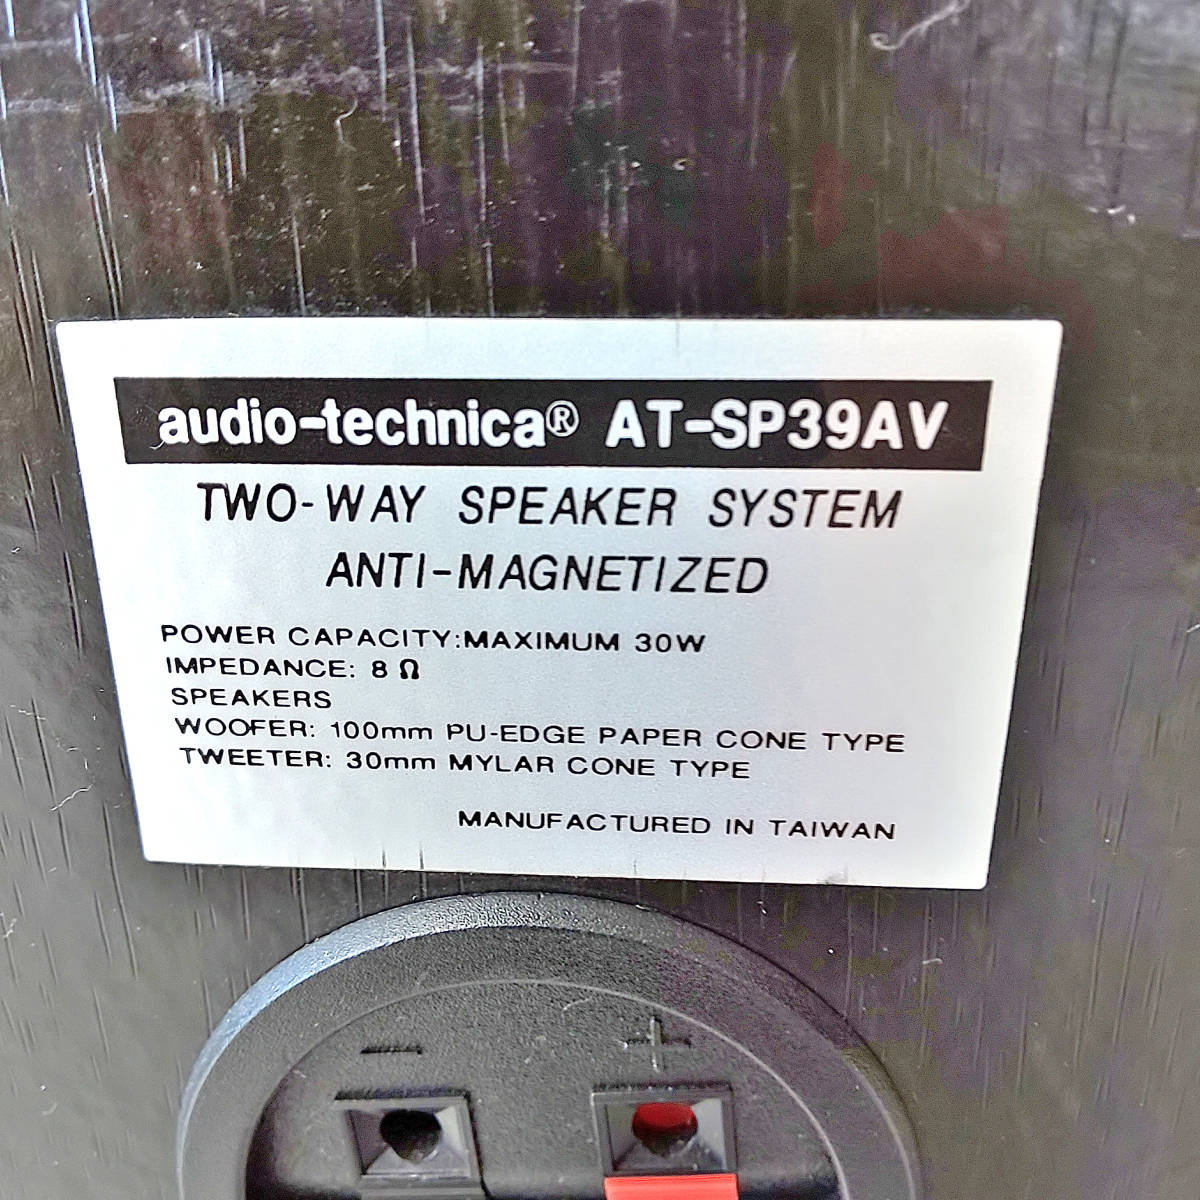 audio-technica® AT-SP39AV
TWO-WAY SPEAKER SYSTEM
ANTI-MAGNETIZED
POWER CAPACITY:MAXIMUM 30W
IMPEDANCE: 8 Ω
SPEAKERS
WOOFER: 100mm PU-EDGE PAPER CONE TYPE
TWEETER: 30mm MYLAR CONE TYPE
MANUFACTURED IN TAIWAN
− +